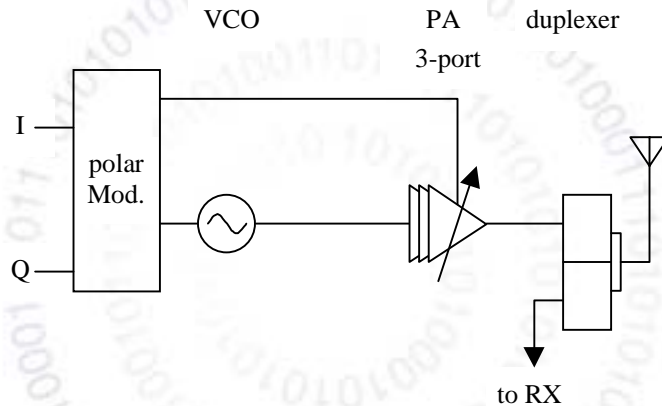 VCO PA duplexer
3-port
I
polar
Mod.
Q
to RX